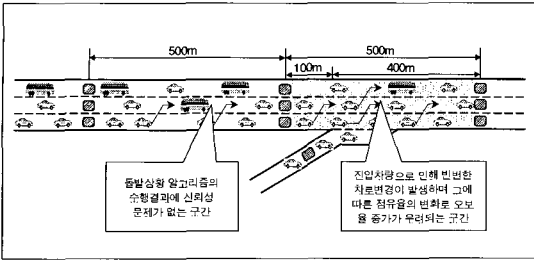 500m
500m
100m
400m
돌발상황 알고리즘의
수행결과에 신뢰성
문제가 없는 구간
진입차량으로 인해 빈번한
차로변경이 발생하며 그에
따른 점유율의 변화로 오보
율 증가가 우려되는 구간